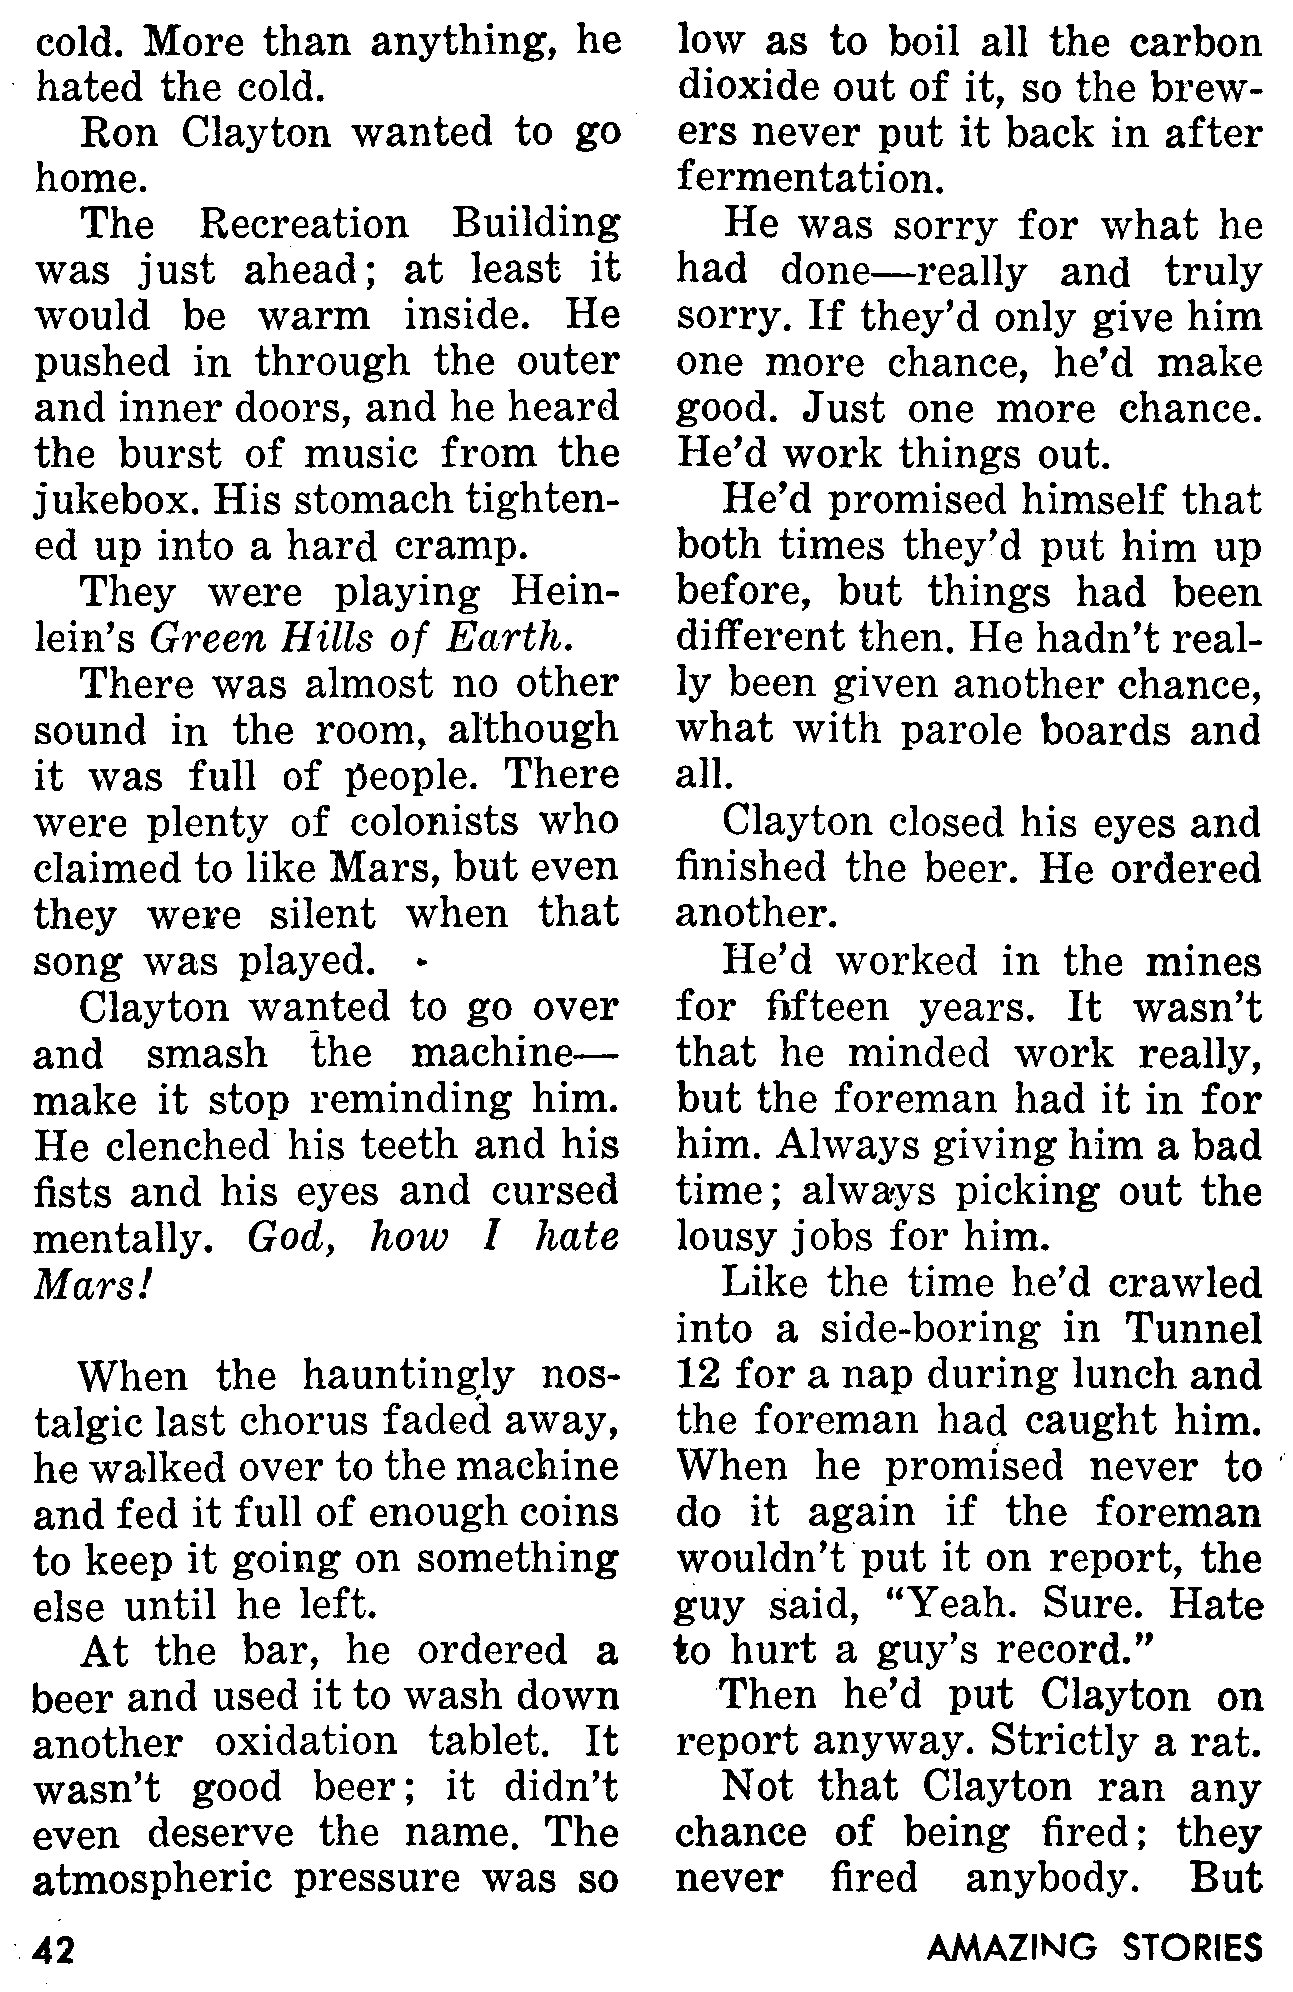 cold. More than anything, he
hated the cold.
Ron Clayton wanted to go
home.
The Recreation Building
was just ahead; at least it
would be warm inside. He
pushed in through the outer
and inner doors, and he heard
the burst of music from the
jukebox. His stomach tighten-
ed up into a hard cramp.
They were playing Hein-
lein's Green Hills of Earth.
There was almost no other
sound in the room, although
it was full of people. There
were plenty of colonists who
claimed to like Mars, but even
they were silent when that
song was played.
Clayton wanted to go over
and smash the machine—
make it stop reminding him.
He clenched his teeth and his
fists and his eyes and cursed
mentally. God, how I hate
Mars!
When the hauntingly nos-
talgic last chorus faded away,
he walked over to the machine
and fed it full of enough coins
to keep it going on something
else until he left.
At the bar, he ordered a
beer and used it to wash down
another oxidation tablet. It
wasn't good beer; it didn't
even deserve the name. The
atmospheric pressure was so
low as to boil all the carbon
dioxide out of it, so the brew-
ers never put it back in after
fermentation.
He was sorry for what he
had done—really and truly
sorry. If they'd only give him
one more chance, he'd make
good. Just one more chance.
He'd work things out.
He'd promised himself that
both times they'd put him up
before, but things had been
different then. He hadn't real-
ly been given another chance,
what with parole boards and
all.
Clayton closed his eyes and
finished the beer. He ordered
another.
He'd worked in the mines
for fifteen years. It wasn't
that he minded work really,
but the foreman had it in for
him. Always giving him a bad
time; always picking out the
lousy jobs for him.
Like the time he'd crawled
into a side-boring in Tunnel
12 for a nap during lunch and
the foreman had caught him.
When he promised never to
do it again if the foreman
wouldn't put it on report, the
guy said, "Yeah. Sure. Hate
to hurt a guy's record."
Then he'd put Clayton on
report anyway. Strictly a rat.
Not that Clayton ran any
chance of being fired; they
never fired anybody. But
42
AMAZING STORIES